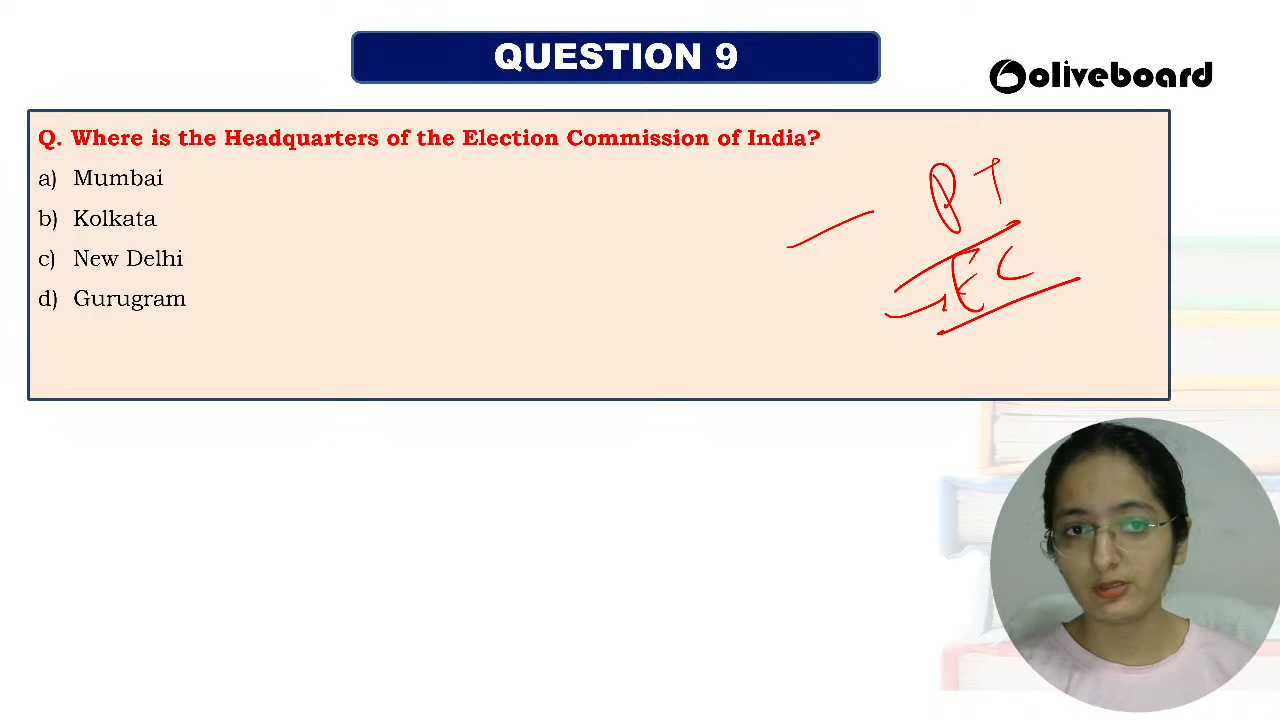 QUESTION 9
oliveboard
Q. Where is the Headquarters of the Election Commission of India?
a) Mumbai
b) Kolkata
c) New Delhi
d) Gurugram
PT
EC